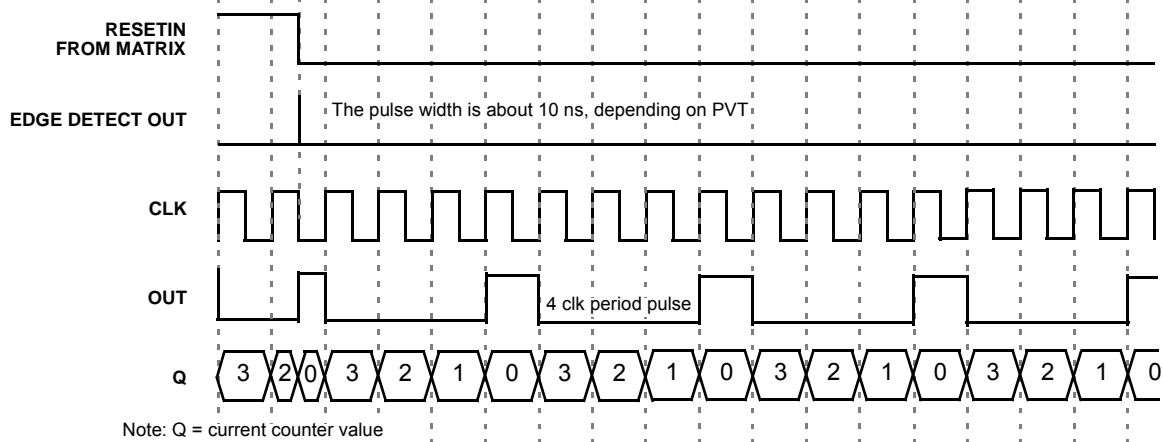 RESETIN
FROM MATRIX
EDGE DETECT OUT
The pulse width is about 10 ns, depending on PVT
CLK
OUT
4 clk period pulse
Q
3 2 0 3 2 1 0 3 2 1 0 3 2 1 0 3 2 1 0
Note: Q = current counter value